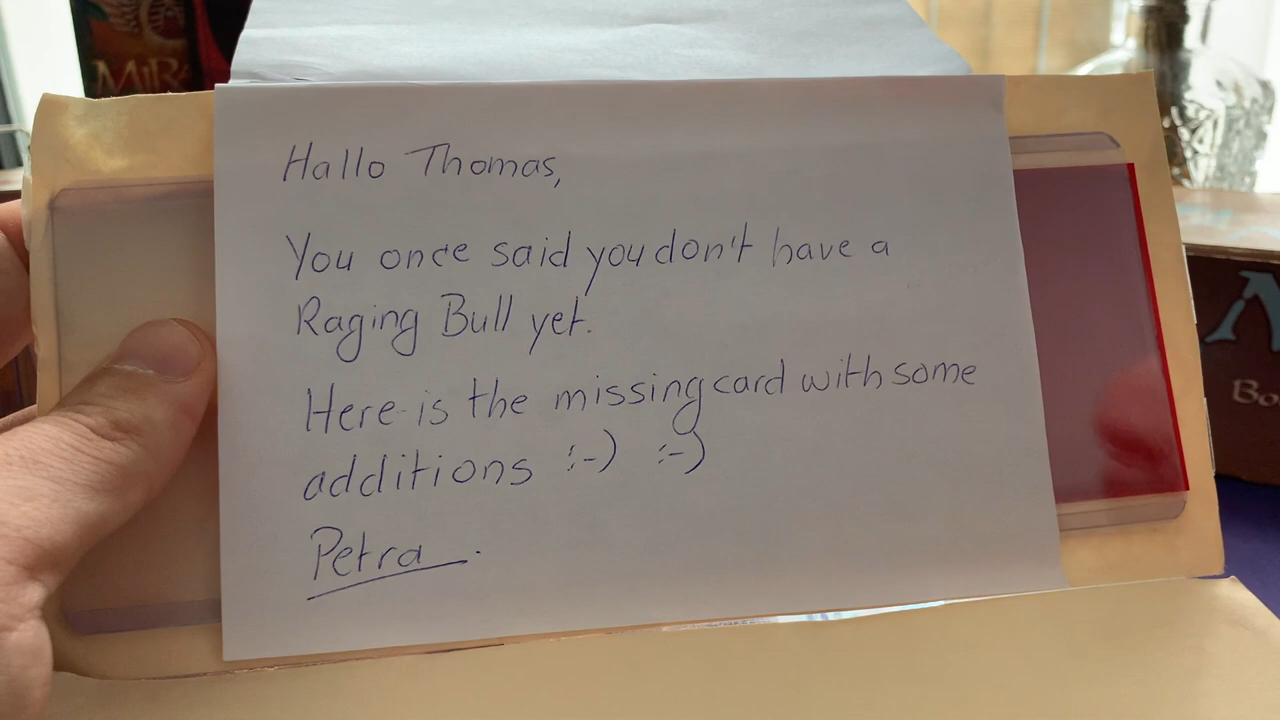 Hallo Thomas,
You once said you don't have a
Raging Bull yet.
Here is the missing card with some
additions :-) :-)
Petra